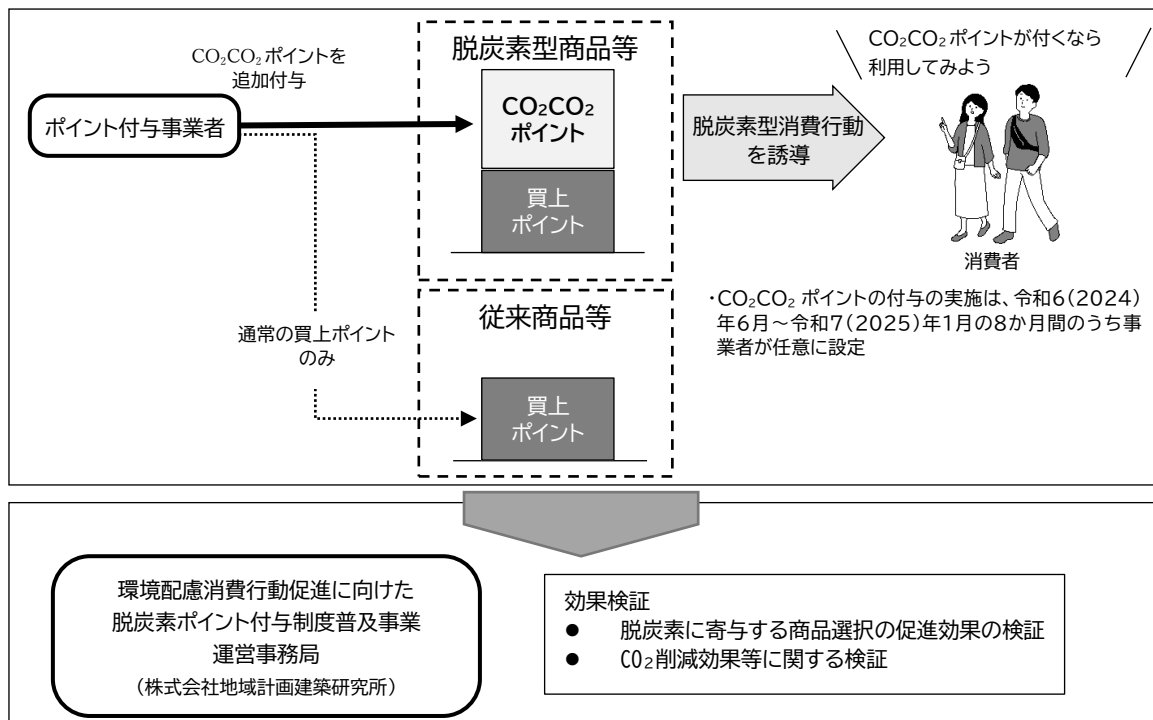 CO₂CO₂ポイントを
追加付与
ポイント付与事業者
通常の買上ポイント
のみ
脱炭素型商品等
CO₂CO₂
ポイント
買上
ポイント
従来商品等
買上
ポイント
脱炭素型消費行動
を誘導
CO₂CO₂ポイントが付くなら
利用してみよう
消費者
・CO₂CO₂ ポイントの付与の実施は、令和6(2024)
年6月～令和7(2025)年1月の8か月間のうち事
業者が任意に設定
環境配慮消費行動促進に向けた
脱炭素ポイント付与制度普及事業
運営事務局
(株式会社地域計画建築研究所)
効果検証
● 脱炭素に寄与する商品選択の促進効果の検証
● CO₂削減効果等に関する検証